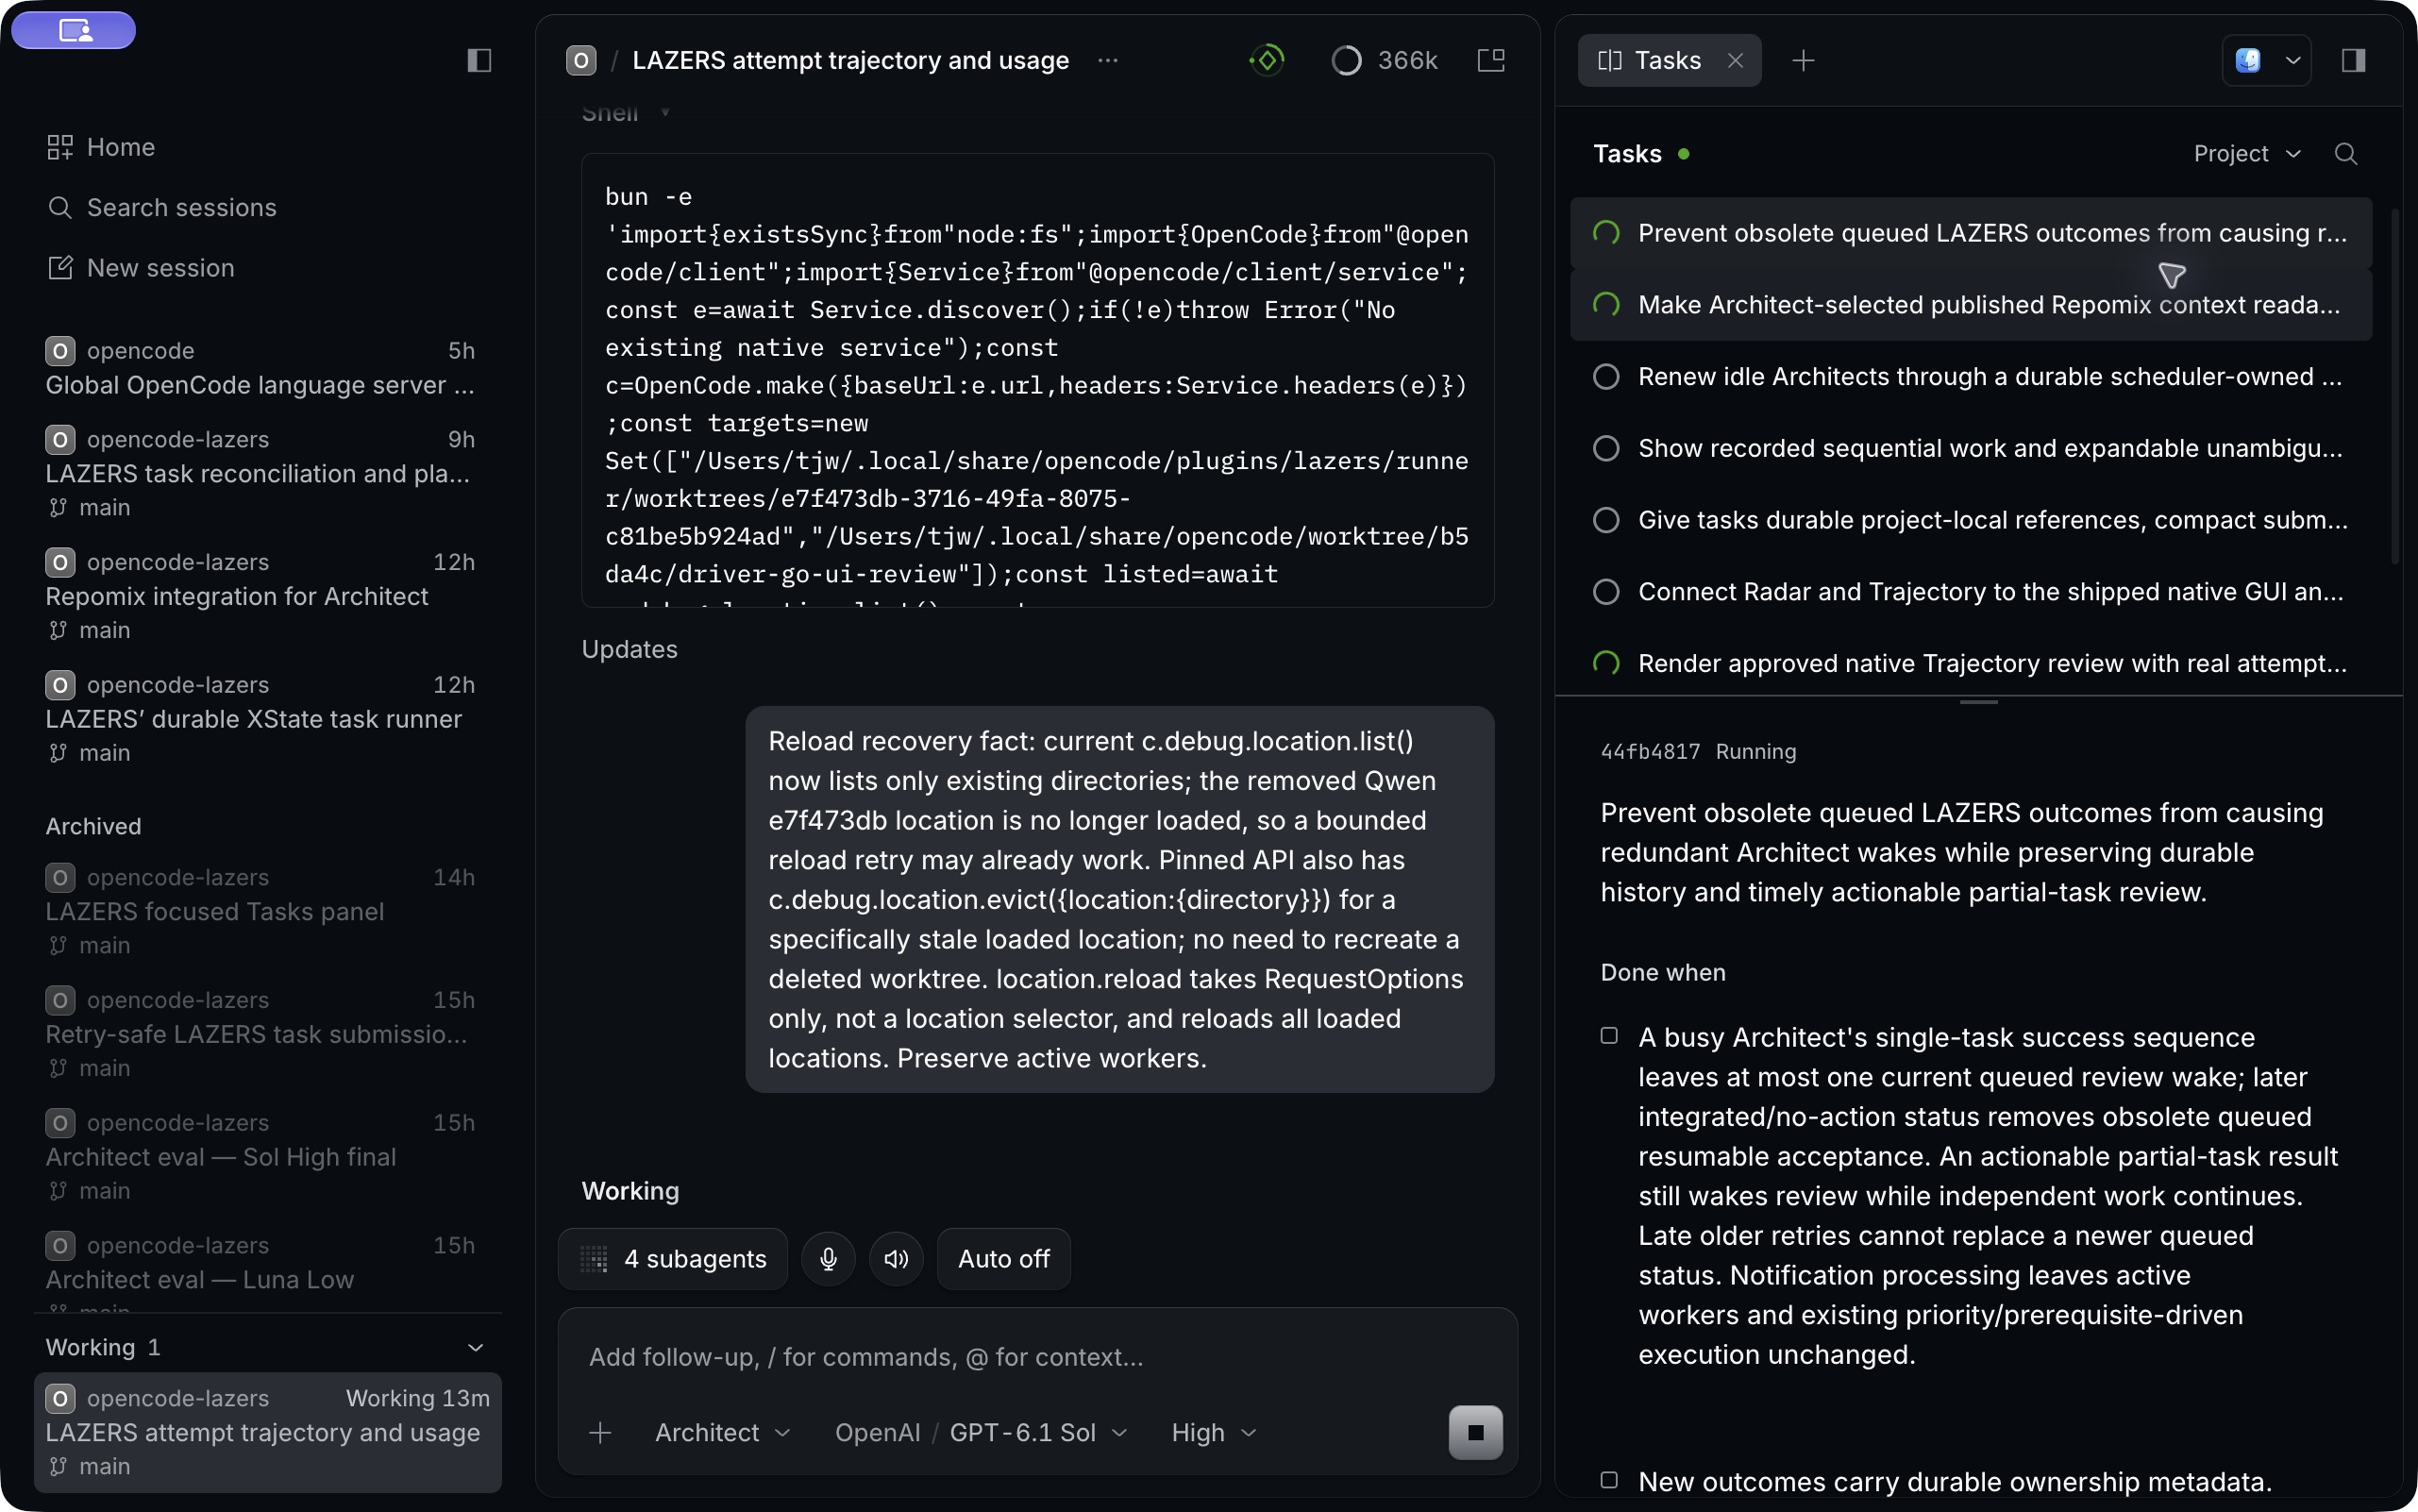 Home
Search sessions
New session
O opencode 5h
Global OpenCode language server ...
O opencode-lazers 9h
LAZERS task reconciliation and pla...
main
O opencode-lazers 12h
Repomix integration for Architect
main
O opencode-lazers 12h
LAZERS’ durable XState task runner
main
Archived
O opencode-lazers 14h
LAZERS focused Tasks panel
main
O opencode-lazers 15h
Retry-safe LAZERS task submissio...
main
O opencode-lazers 15h
Architect eval — Sol High final
main
O opencode-lazers 15h
Architect eval — Luna Low
main
Working 1
O opencode-lazers Working 13m
LAZERS attempt trajectory and usage
main
O / LAZERS attempt trajectory and usage ... 366k
Shell
bun -e
'import{existsSync}from"node:fs";import{OpenCode}from"@open
code/client";import{Service}from"@opencode/client/service";
const e=await Service.discover();if(!e)throw Error("No
existing native service");const
c=OpenCode.make({baseUrl:e.url,headers:Service.headers(e)})
;const targets=new
Set(["/Users/tjw/.local/share/opencode/plugins/lazers/runne
r/worktrees/e7f473db-3716-49fa-8075-
c81be5b924ad","/Users/tjw/.local/share/opencode/worktree/b5
da4c/driver-go-ui-review"]);const listed=await
Updates
Reload recovery fact: current c.debug.location.list()
now lists only existing directories; the removed Qwen
e7f473db location is no longer loaded, so a bounded
reload retry may already work. Pinned API also has
c.debug.location.evict({location:{directory}}) for a
specifically stale loaded location; no need to recreate a
deleted worktree. location.reload takes RequestOptions
only, not a location selector, and reloads all loaded
locations. Preserve active workers.
Working
4 subagents Auto off
Add follow-up, / for commands, @ for context...
Architect OpenAI / GPT-6.1 Sol High
Tasks
Tasks Project
Prevent obsolete queued LAZERS outcomes from causing r...
Make Architect-selected published Repomix context reada...
Renew idle Architects through a durable scheduler-owned ...
Show recorded sequential work and expandable unambigu...
Give tasks durable project-local references, compact subm...
Connect Radar and Trajectory to the shipped native GUI an...
Render approved native Trajectory review with real attempt...
44fb4817 Running
Prevent obsolete queued LAZERS outcomes from causing
redundant Architect wakes while preserving durable
history and timely actionable partial-task review.
Done when
A busy Architect's single-task success sequence
leaves at most one current queued review wake; later
integrated/no-action status removes obsolete queued
resumable acceptance. An actionable partial-task result
still wakes review while independent work continues.
Late older retries cannot replace a newer queued
status. Notification processing leaves active
workers and existing priority/prerequisite-driven
execution unchanged.
New outcomes carry durable ownership metadata.